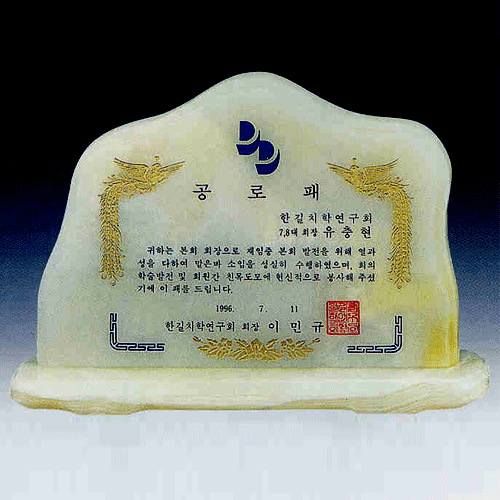 공로패
한길치학연구회
7,8대 회장 유충현
귀하는 본회 회장으로 재임중 본회 발전을 위해 열과
성을 다하여 맡은바 소임을 성실히 수행하였으며, 회의
학술발전 및 회원간 친목도모에 헌신적으로 봉사해 주셨
기에 이 패를 드립니다.
1996. 7. 11
한길치학연구회 회장 이민규